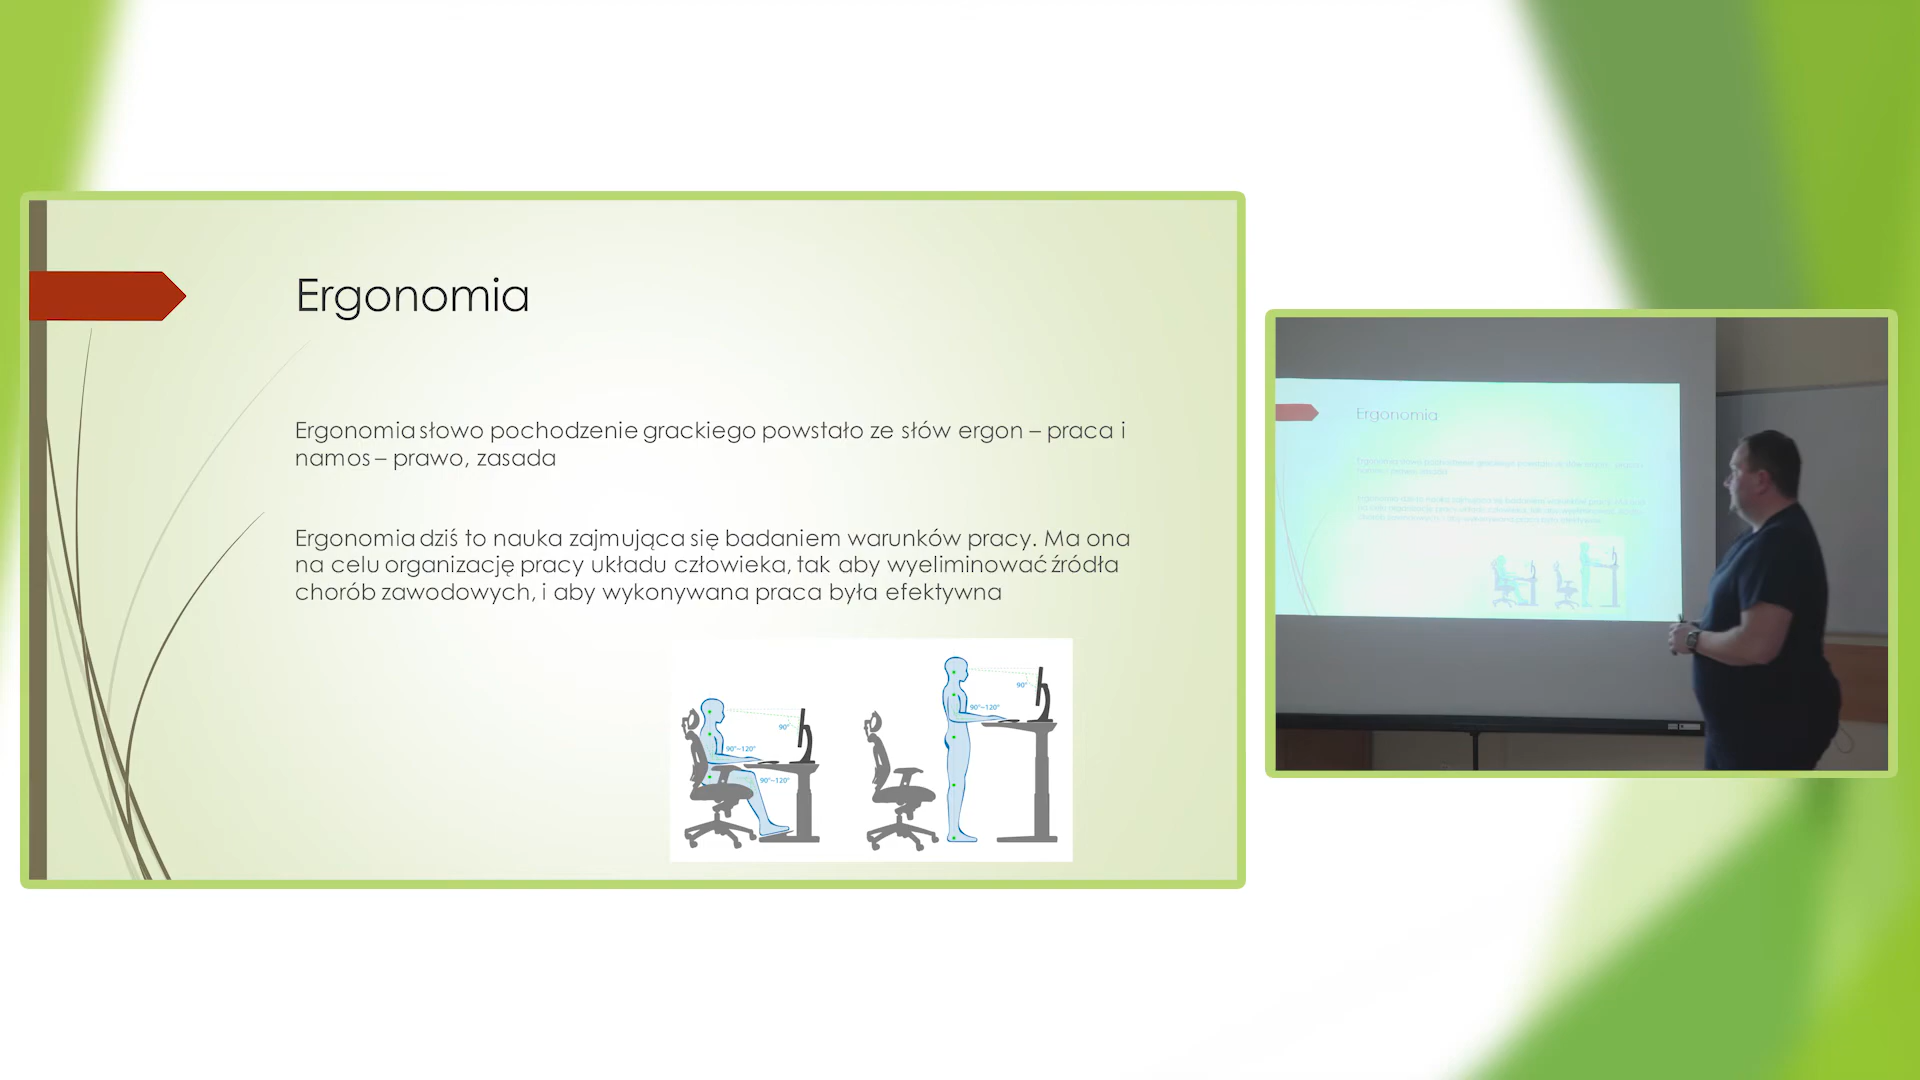 Ergonomia
Ergonomia słowo pochodzenie grackiego powstało ze słów ergon – praca i
namos – prawo, zasada
Ergonomia dziś to nauka zajmująca się badaniem warunków pracy. Ma ona
na celu organizację pracy układu człowieka, tak aby wyeliminować źródła
chorób zawodowych, i aby wykonywana praca była efektywna
90°
90°~120°
90°~120°
90°
90°~120°
Ergonomia